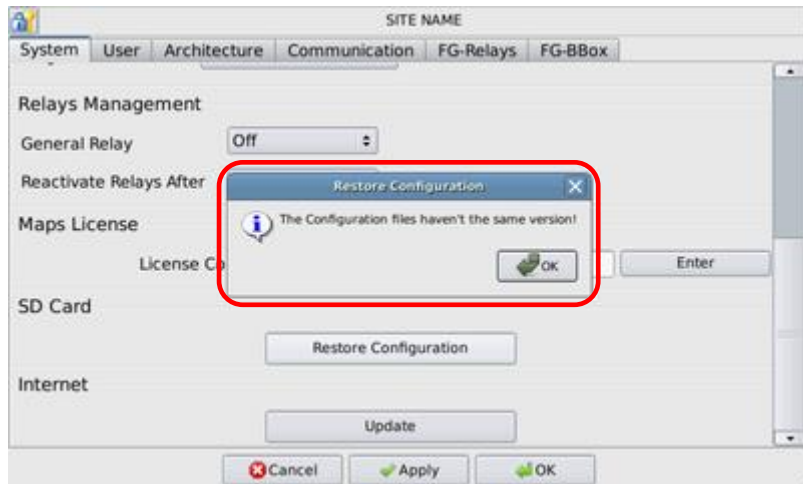 SITE NAME
System User Architecture Communication FG-Relays FG-BBox
Relays Management
General Relay Off
Reactivate Relays After
Restore Configuration
The Configuration files haven't the same version!
OK
Maps License
License Co
Enter
SD Card
Restore Configuration
Internet
Update
Cancel Apply OK